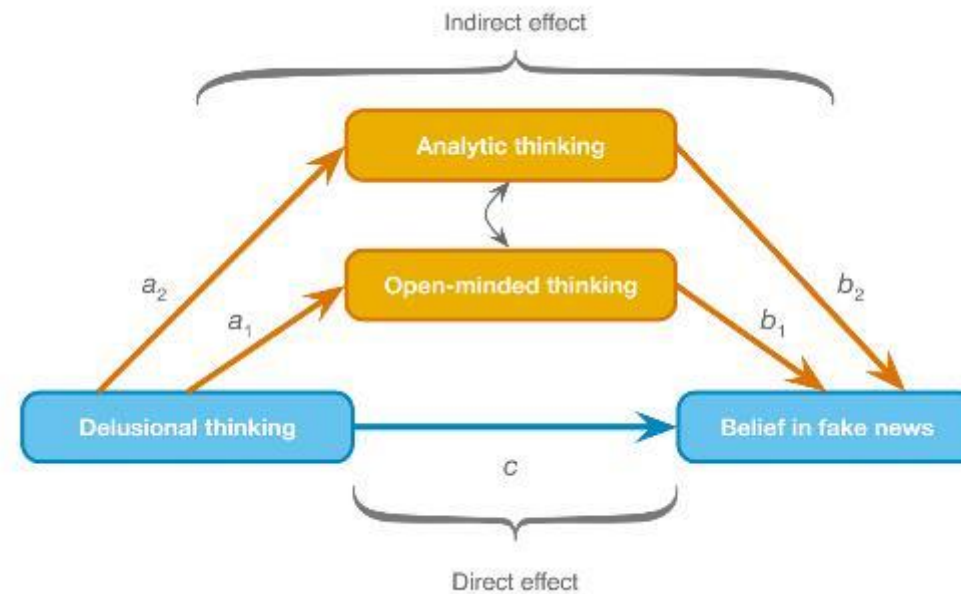 Indirect effect
Analytic thinking
a2
Open-minded thinking
b2
a1
b1
Delusional thinking
Belief in fake news
c
Direct effect